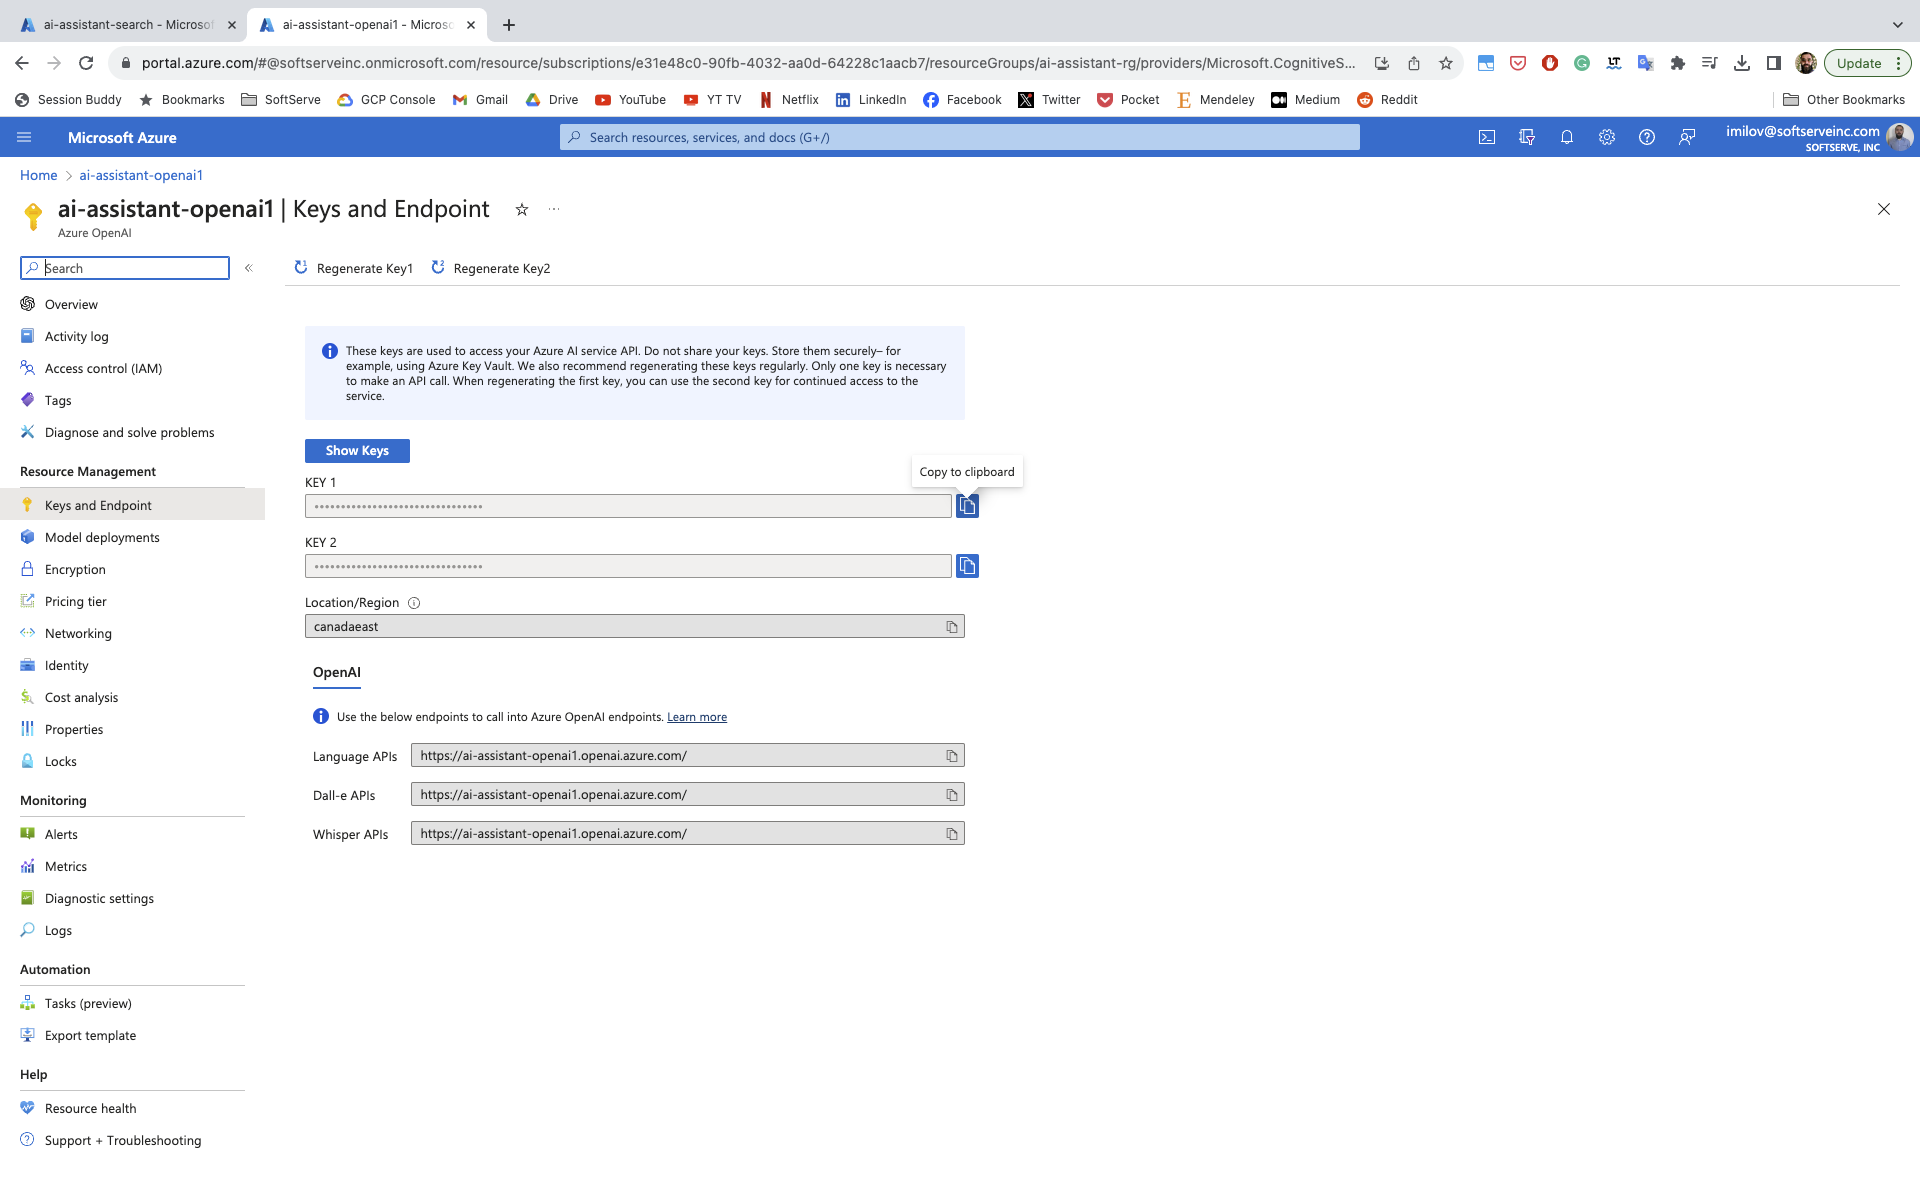 ai-assistant-search - Microsof
ai-assistant-openai1 - Micros
portal.azure.com/#@softserveinc.onmicrosoft.com/resource/subscriptions/e31e48c0-90fb-4032-aa0d-64228c1aacb7/resourceGroups/ai-assistant-rg/providers/Microsoft.CognitiveS...
Update
Session Buddy
Bookmarks
SoftServe
GCP Console
Gmail
Drive
YouTube
YT TV
Netflix
LinkedIn
Facebook
Twitter
Pocket
Mendeley
Medium
Reddit
Other Bookmarks
Microsoft Azure
Search resources, services, and docs (G+/)
imilov@softserveinc.com
SOFTSERVE, INC
Home > ai-assistant-openai1
ai-assistant-openai1 | Keys and Endpoint
Azure OpenAI
Search
Regenerate Key1
Regenerate Key2
Overview
Activity log
Access control (IAM)
Tags
Diagnose and solve problems
Resource Management
Keys and Endpoint
Model deployments
Encryption
Pricing tier
Networking
Identity
Cost analysis
Properties
Locks
Monitoring
Alerts
Metrics
Diagnostic settings
Logs
Automation
Tasks (preview)
Export template
Help
Resource health
Support + Troubleshooting
These keys are used to access your Azure AI service API. Do not share your keys. Store them securely– for
example, using Azure Key Vault. We also recommend regenerating these keys regularly. Only one key is necessary
to make an API call. When regenerating the first key, you can use the second key for continued access to the
service.
Show Keys
Copy to clipboard
KEY 1
••••••••••••••••••••••••••••••••
KEY 2
••••••••••••••••••••••••••••••••
Location/Region
canadaeast
OpenAI
Use the below endpoints to call into Azure OpenAI endpoints. Learn more
Language APIs
https://ai-assistant-openai1.openai.azure.com/
Dall-e APIs
https://ai-assistant-openai1.openai.azure.com/
Whisper APIs
https://ai-assistant-openai1.openai.azure.com/